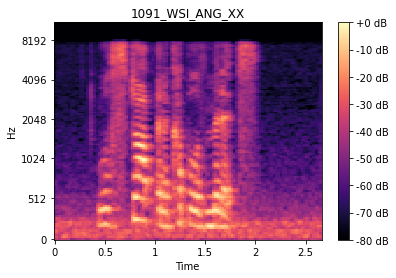 1091_WSI_ANG_XX
+0 dB
8192
-10 dB
4096
-20 dB
-30 dB
2048
Hz
-40 dB
1024
-50 dB
512
-60 dB
-70 dB
0
-80 dB
0 0.5 1 1.5 2 2.5
Time